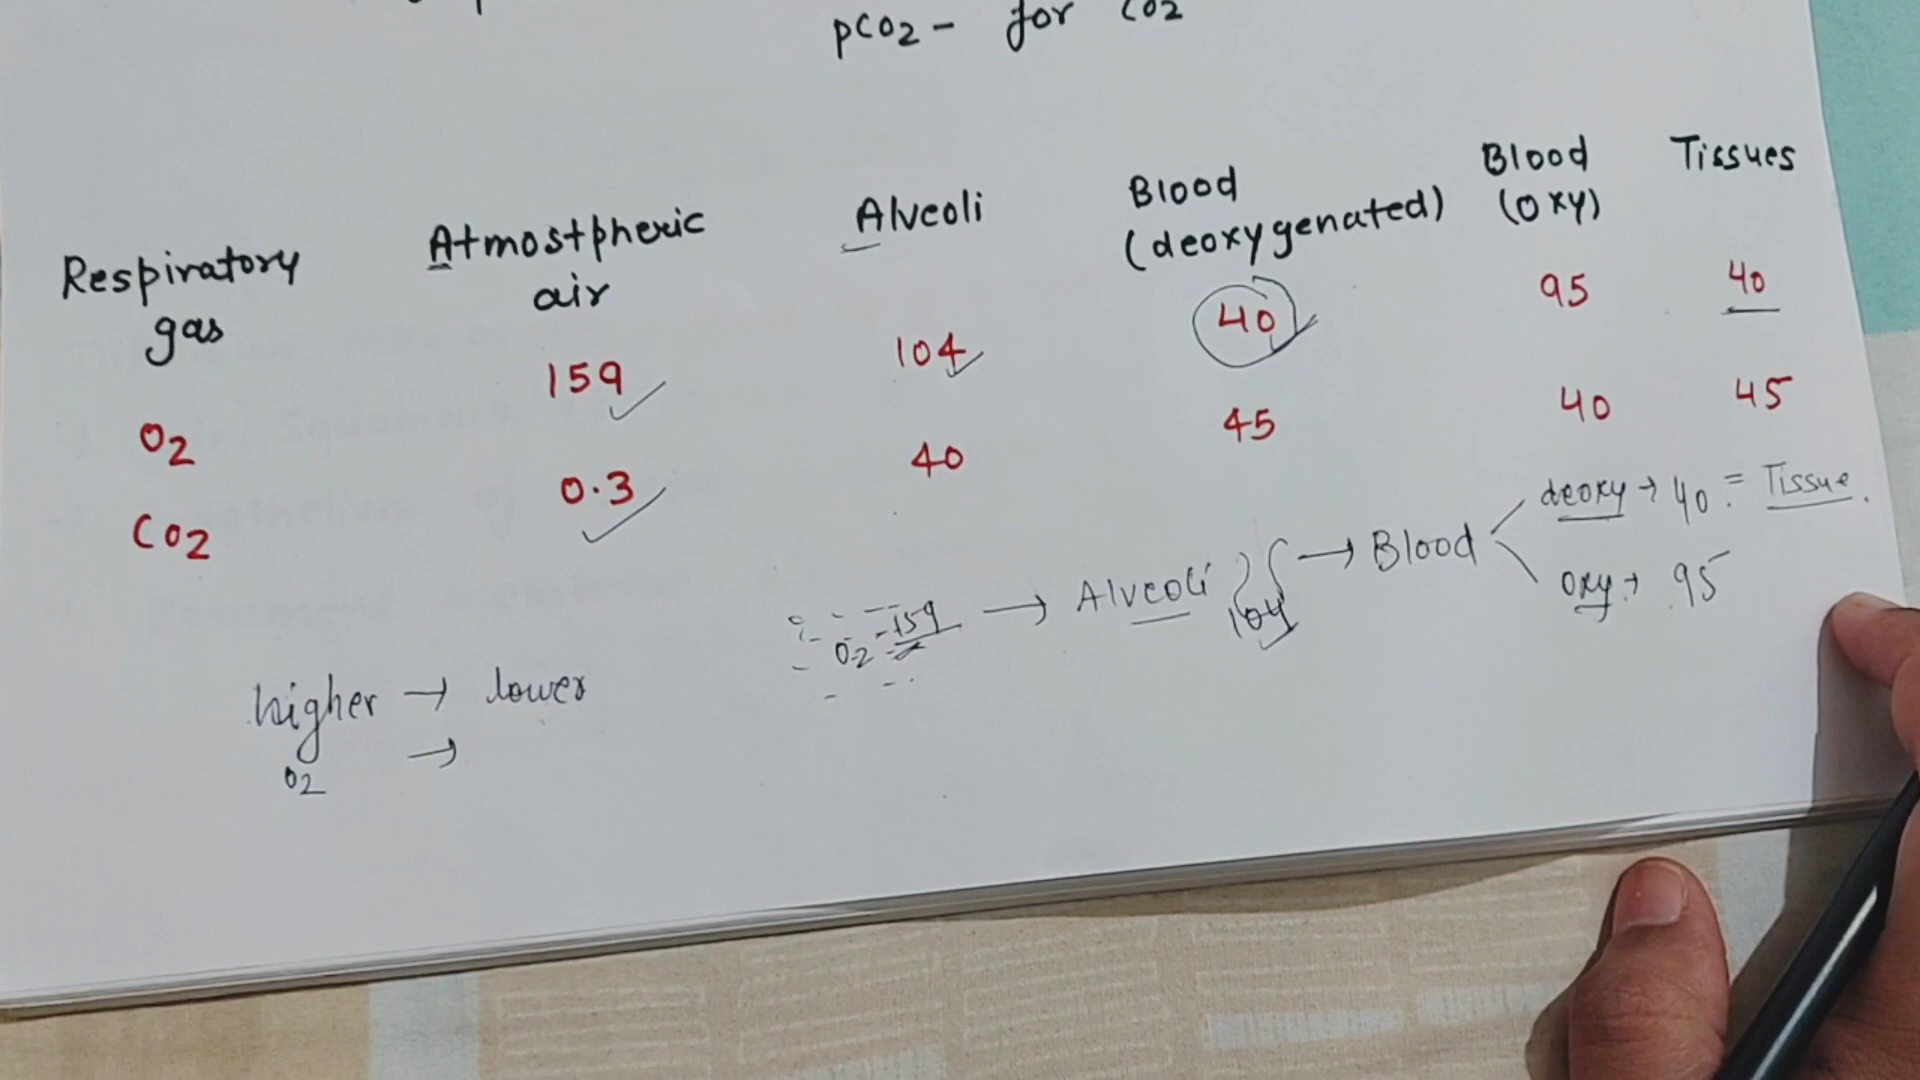 pCO2 - for CO2
Respiratory gas
Atmostpheric air
Alveoli
Blood (deoxygenated)
Blood (oxy)
Tissues
O2 159 104 40 95 40
CO2 0.3 40 45 40 45
O2 - 159 → Alveoli 104 → Blood
deoxy → 40 = Tissue.
oxy → 95
higher → lower
O2 →